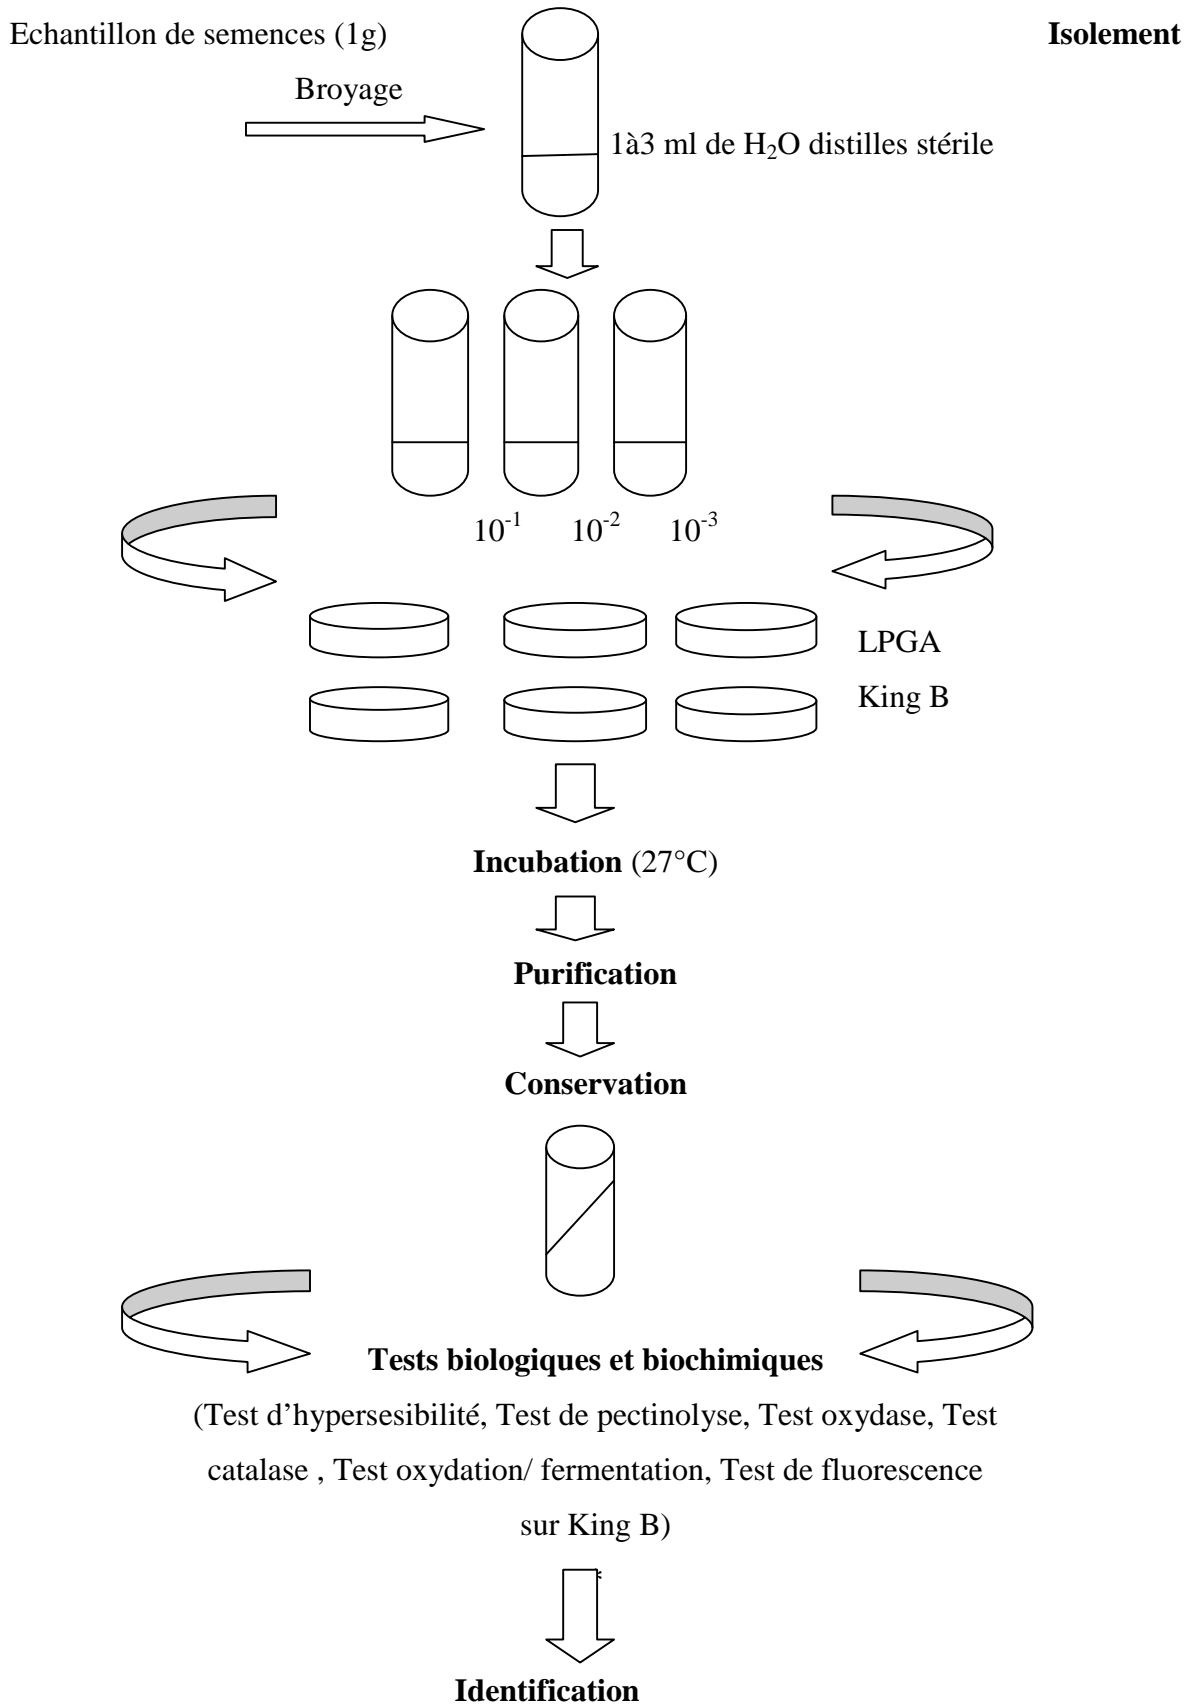 Echantillon de semences (1g)
Isolement
Broyage
1à3 ml de H₂O distilles stérile
10⁻¹ 10⁻² 10⁻³
LPGA
King B
Incubation (27°C)
Purification
Conservation
Tests biologiques et biochimiques
(Test d’hypersesibilité, Test de pectinolyse, Test oxydase, Test
catalase , Test oxydation/ fermentation, Test de fluorescence
sur King B)
Identification